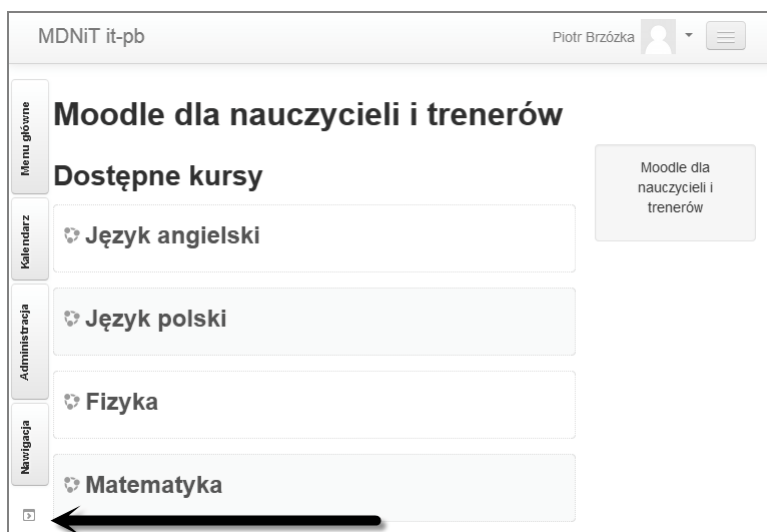 MDNiT it-pb
Piotr Brzózka
Menu główne
Kalendarz
Administracja
Nawigacja
Moodle dla nauczycieli i trenerów
Dostępne kursy
Język angielski
Język polski
Fizyka
Matematyka
Moodle dla
nauczycieli i
trenerów